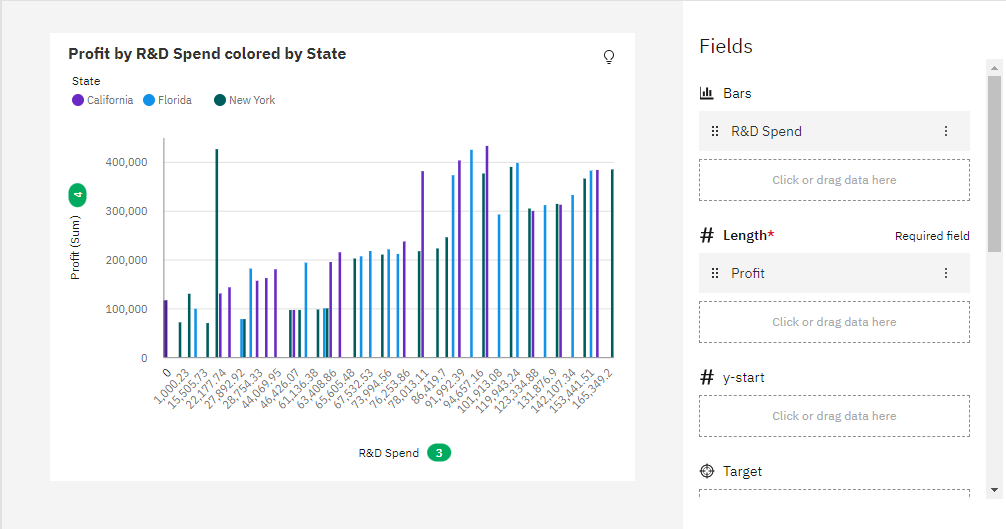 Profit by R&D Spend colored by State
State
California Florida New York
400,000
300,000
200,000
100,000
0
Profit (Sum) 4
0 1,000.23 15,505.73 22,177.74 27,892.92 28,754.33 44,069.95 46,426.07 61,136.38 63,408.86 65,605.48 67,532.53 73,994.56 76,253.86 78,013.11 86,419.7 91,992.39 94,657.16 101,913.08 119,943.24 123,334.88 131,876.9 142,107.34 153,441.51 165,349.2
R&D Spend 3
Fields
Bars
R&D Spend
Click or drag data here
# Length* Required field
Profit
Click or drag data here
# y-start
Click or drag data here
Target